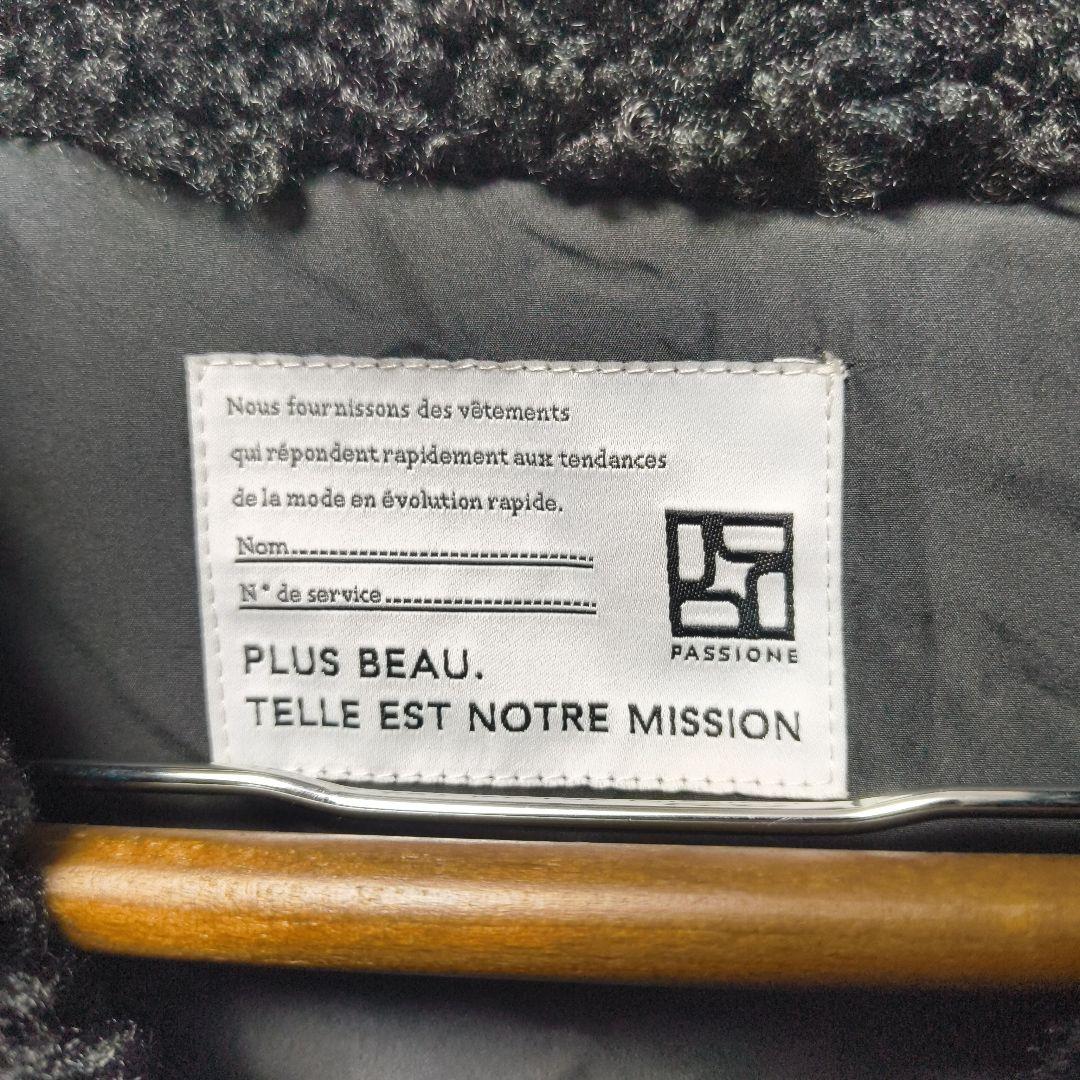 Nous fournissons des vêtements
qui répondent rapidement aux tendances
de la mode en évolution rapide.
Nom
N° de service
PASSIONE
PLUS BEAU.
TELLE EST NOTRE MISSION